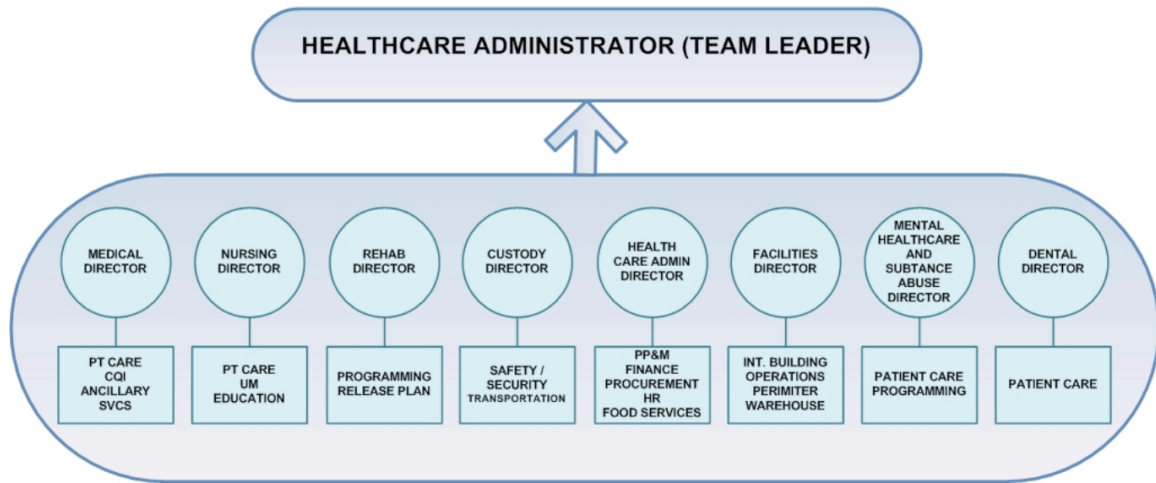 HEALTHCARE ADMINISTRATOR (TEAM LEADER)
MEDICAL
DIRECTOR
NURSING
DIRECTOR
REHAB
DIRECTOR
CUSTODY
DIRECTOR
HEALTH
CARE ADMIN
DIRECTOR
FACILITIES
DIRECTOR
MENTAL
HEALTHCARE
AND
SUBTANCE
ABUSE
DIRECTOR
DENTAL
DIRECTOR
PT CARE
CQI
ANCILLARY
SVCS
PT CARE
UM
EDUCATION
PROGRAMMING
RELEASE PLAN
SAFETY /
SECURITY
TRANSPORTATION
PP&M
FINANCE
PROCUREMENT
HR
FOOD SERVICES
INT. BUILDING
OPERATIONS
PERIMITER
WAREHOUSE
PATIENT CARE
PROGRAMMING
PATIENT CARE